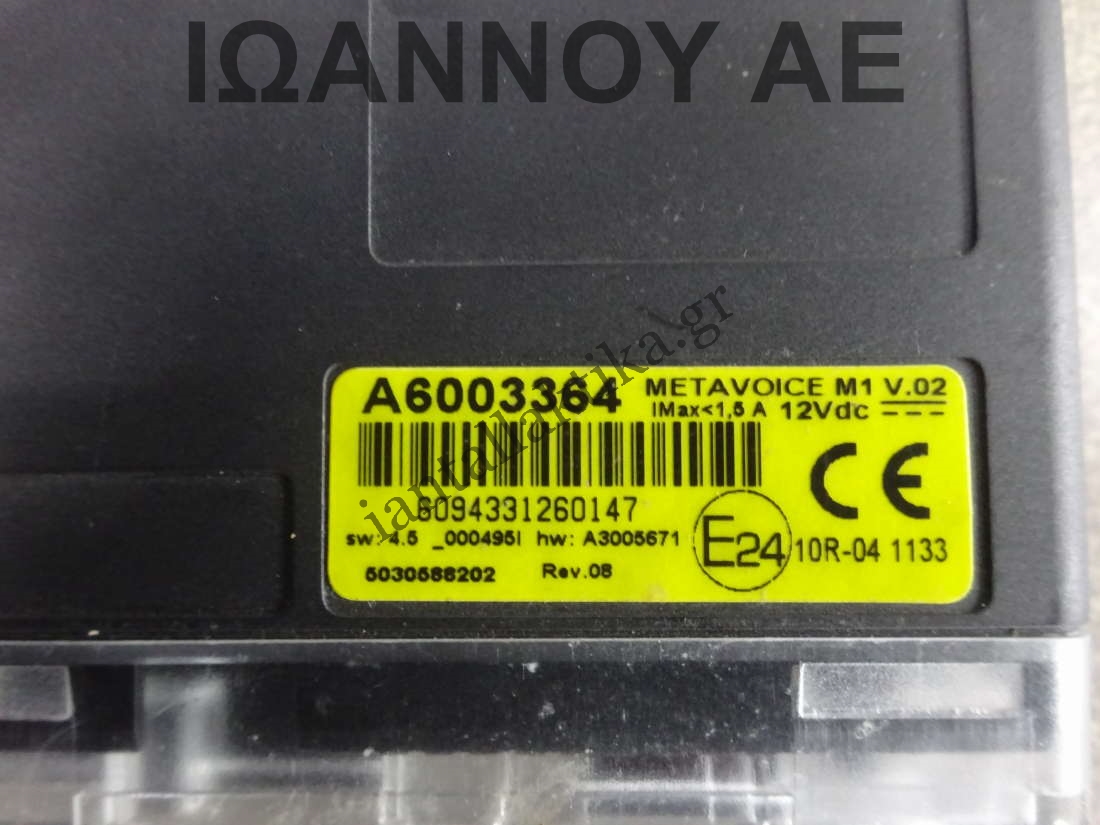 ΙΩΑΝΝΟΥ ΑΕ
iantallaktika.gr
A6003364 METAVOICE M1 V.02
IMax<1,5 A 12Vdc
6094331260147
CE
sw: 4.5 _000495I hw: A3005671
E24 10R-04 1133
5030588202 Rev.08